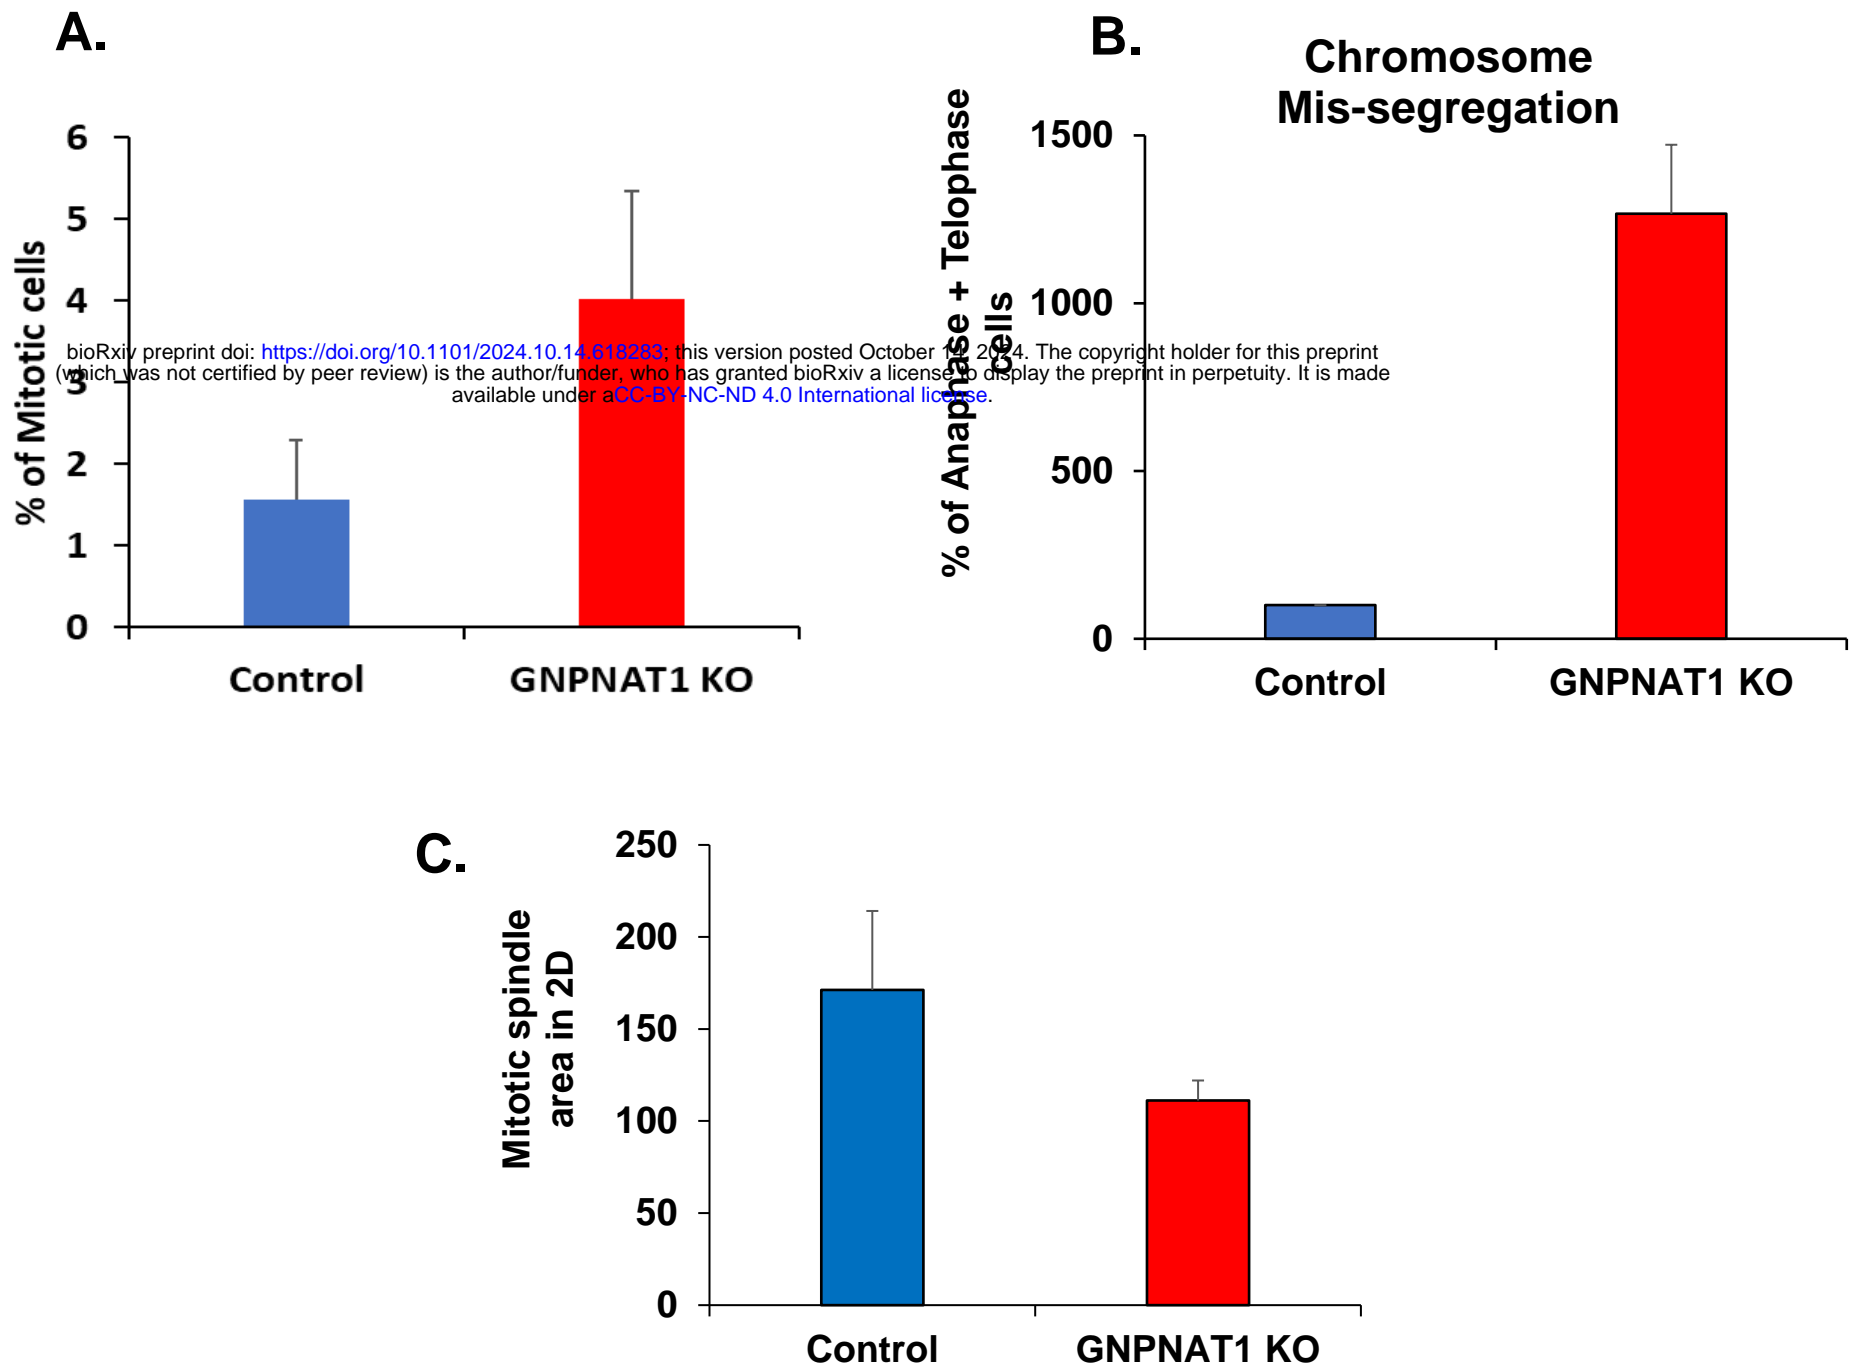 A.
% of Mitotic cells
6
5
4
3
2
1
0
Control GNPNAT1 KO
B.
Chromosome
Mis-segregation
% of Anaphase + Telophase
cells
1500
1000
500
0
Control GNPNAT1 KO
bioRxiv preprint doi: https://doi.org/10.1101/2024.10.14.618283; this version posted October 14, 2024. The copyright holder for this preprint
(which was not certified by peer review) is the author/funder, who has granted bioRxiv a license to display the preprint in perpetuity. It is made
available under aCC-BY-NC-ND 4.0 International license.
C.
Mitotic spindle
area in 2D
250
200
150
100
50
0
Control GNPNAT1 KO